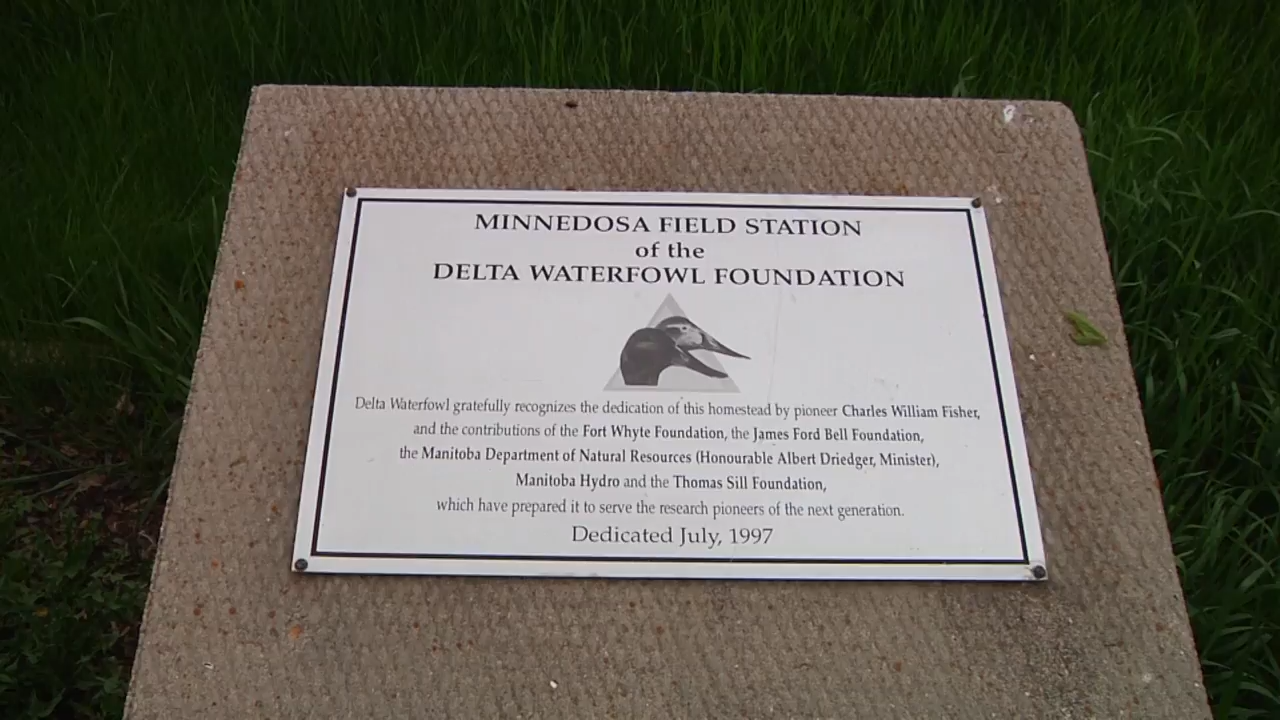 MINNEDOSA FIELD STATION
of the
DELTA WATERFOWL FOUNDATION
Delta Waterfowl gratefully recognizes the dedication of this homestead by pioneer Charles William Fisher,
and the contributions of the Fort Whyte Foundation, the James Ford Bell Foundation,
the Manitoba Department of Natural Resources (Honourable Albert Driedger, Minister),
Manitoba Hydro and the Thomas Sill Foundation,
which have prepared it to serve the research pioneers of the next generation.
Dedicated July, 1997